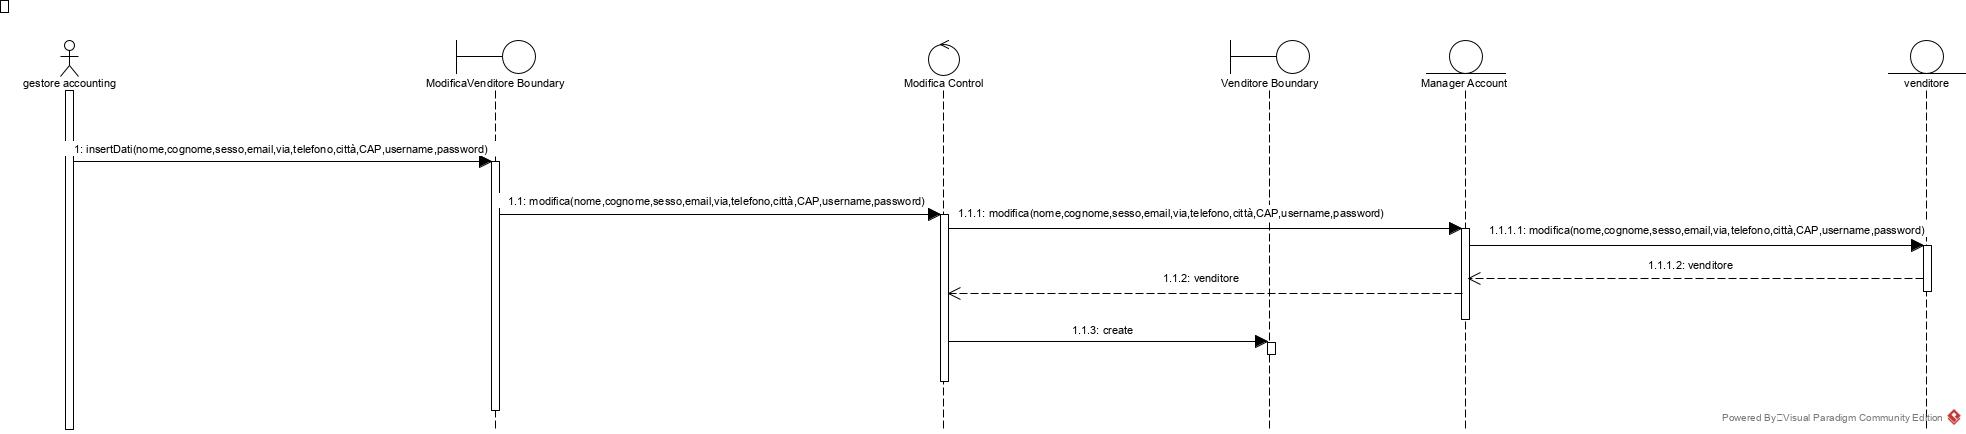 gestore accounting
ModificaVenditore Boundary
Modifica Control
Venditore Boundary
Manager Account
venditore
1: insertDati(nome,cognome,sesso,email,via,telefono,città,CAP,username,password)
1.1: modifica(nome,cognome,sesso,email,via,telefono,città,CAP,username,password)
1.1.1: modifica(nome,cognome,sesso,email,via,telefono,città,CAP,username,password)
1.1.1.1: modifica(nome,cognome,sesso,email,via,telefono,città,CAP,username,password)
1.1.1.2: venditore
1.1.2: venditore
1.1.3: create
Powered By Visual Paradigm Community Edition